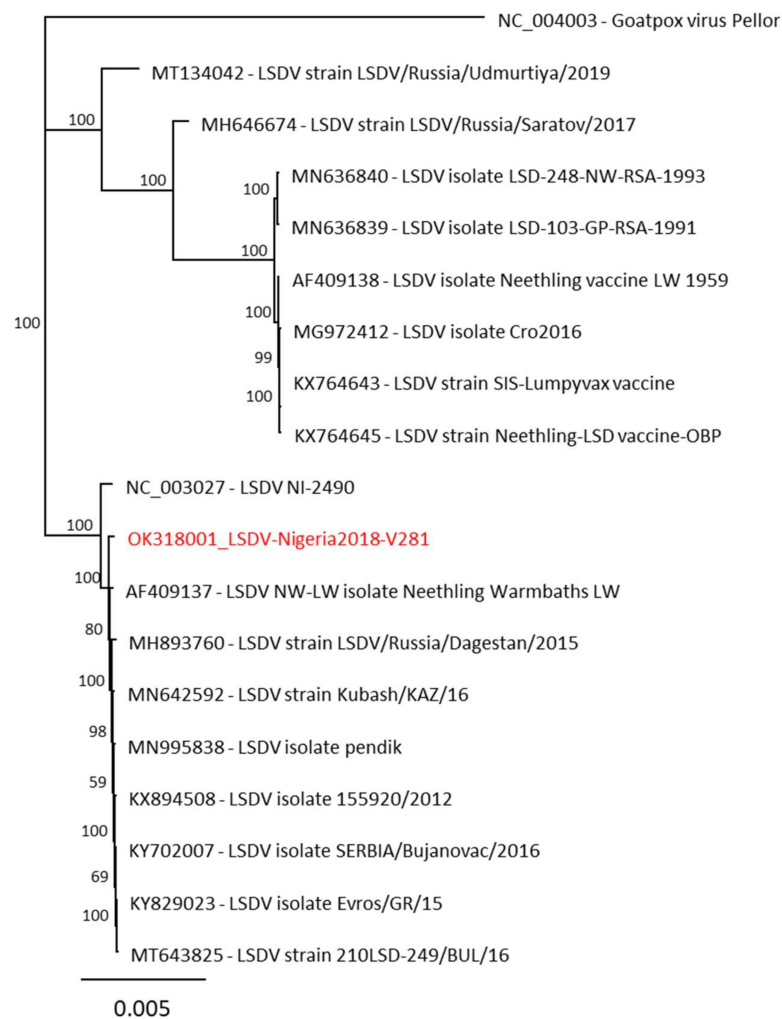 NC_004003 - Goatpox virus Pellor
MT134042 - LSDV strain LSDV/Russia/Udmurtiya/2019
100
MH646674 - LSDV strain LSDV/Russia/Saratov/2017
100
MN636840 - LSDV isolate LSD-248-NW-RSA-1993
100
MN636839 - LSDV isolate LSD-103-GP-RSA-1991
100
AF409138 - LSDV isolate Neethling vaccine LW 1959
100
100
MG972412 - LSDV isolate Cro2016
99
KX764643 - LSDV strain SIS-Lumpyvax vaccine
100
KX764645 - LSDV strain Neethling-LSD vaccine-OBP
NC_003027 - LSDV NI-2490
100
OK318001_LSDV-Nigeria2018-V281
100
AF409137 - LSDV NW-LW isolate Neethling Warmbaths LW
80
MH893760 - LSDV strain LSDV/Russia/Dagestan/2015
100
MN642592 - LSDV strain Kubash/KAZ/16
98
MN995838 - LSDV isolate pendik
59
KX894508 - LSDV isolate 155920/2012
100
KY702007 - LSDV isolate SERBIA/Bujanovac/2016
69
KY829023 - LSDV isolate Evros/GR/15
100
MT643825 - LSDV strain 210LSD-249/BUL/16
0.005